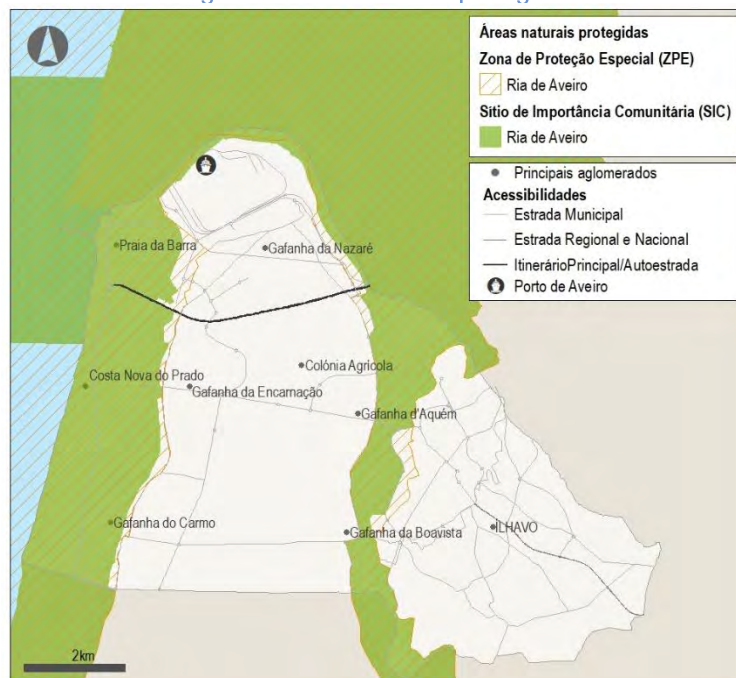 Áreas naturais protegidas
Zona de Proteção Especial (ZPE)
Ria de Aveiro
Sítio de Importância Comunitária (SIC)
Ria de Aveiro
Principais aglomerados
Acessibilidades
Estrada Municipal
Estrada Regional e Nacional
ItinerárioPrincipal/Autoestrada
Porto de Aveiro
Praia da Barra
Gafanha da Nazaré
Colónia Agrícola
Costa Nova do Prado
Gafanha da Encarnação
Gafanha d'Aquém
Gafanha do Carmo
Gafanha da Boavista
ÍLHAVO
2km